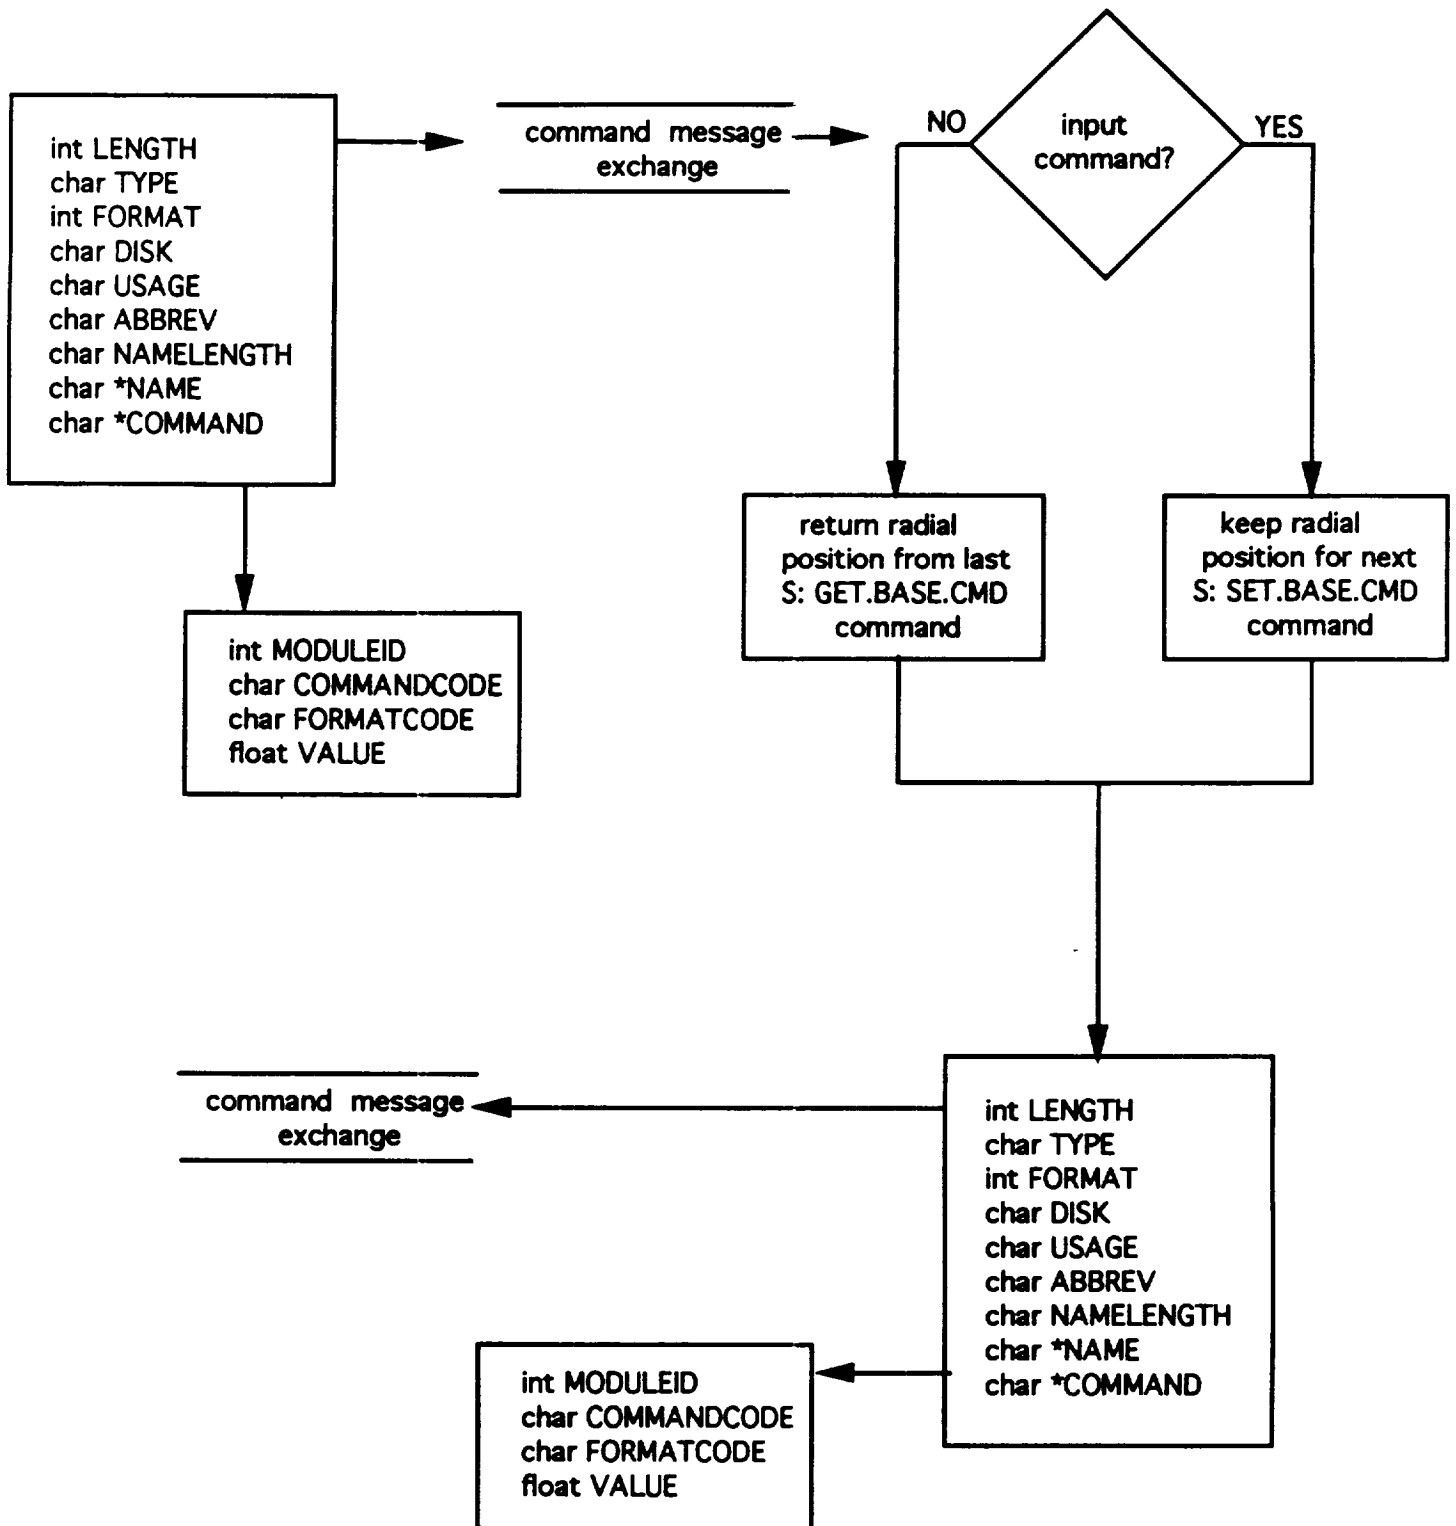 int LENGTH
char TYPE
int FORMAT
char DISK
char USAGE
char ABBREV
char NAMELENGTH
char *NAME
char *COMMAND
command message
exchange
input
command?
NO
YES
int MODULEID
char COMMANDCODE
char FORMATCODE
float VALUE
return radial
position from last
S: GET.BASE.CMD
command
keep radial
position for next
S: SET.BASE.CMD
command
command message
exchange
int LENGTH
char TYPE
int FORMAT
char DISK
char USAGE
char ABBREV
char NAMELENGTH
char *NAME
char *COMMAND
int MODULEID
char COMMANDCODE
char FORMATCODE
float VALUE